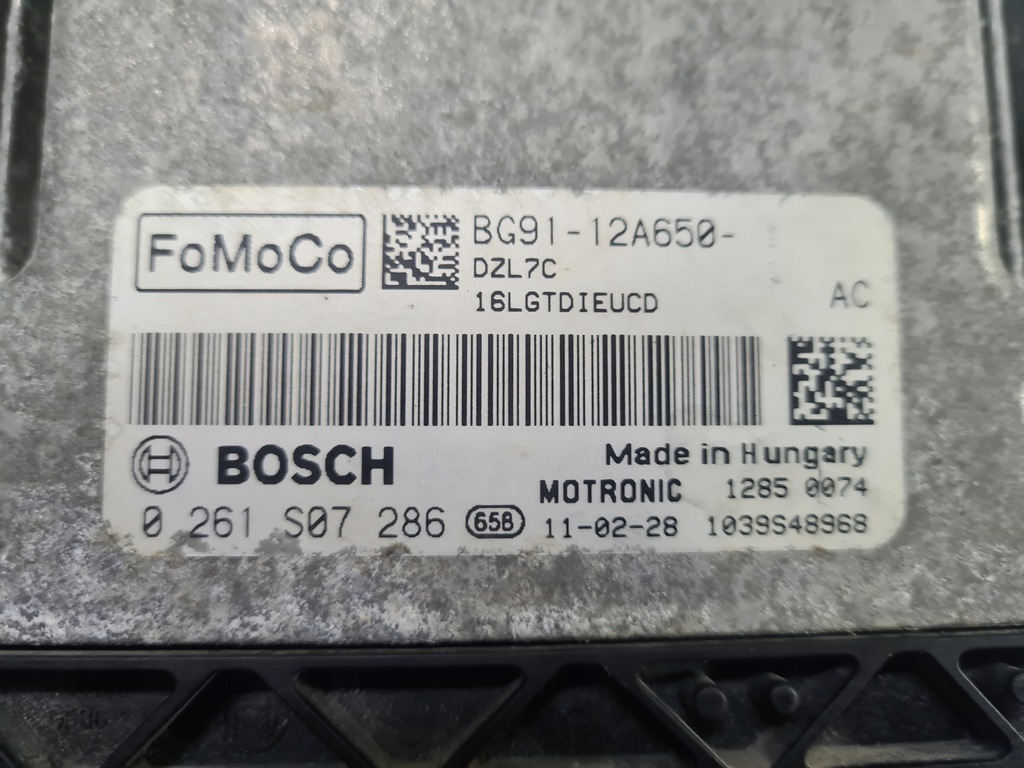 FoMoCo
BG91-12A650-
DZL7C
16LGTDIEUCD
AC
BOSCH
Made in Hungary
MOTRONIC 1285 0074
0 261 S07 286 65B 11-02-28 1039S48968